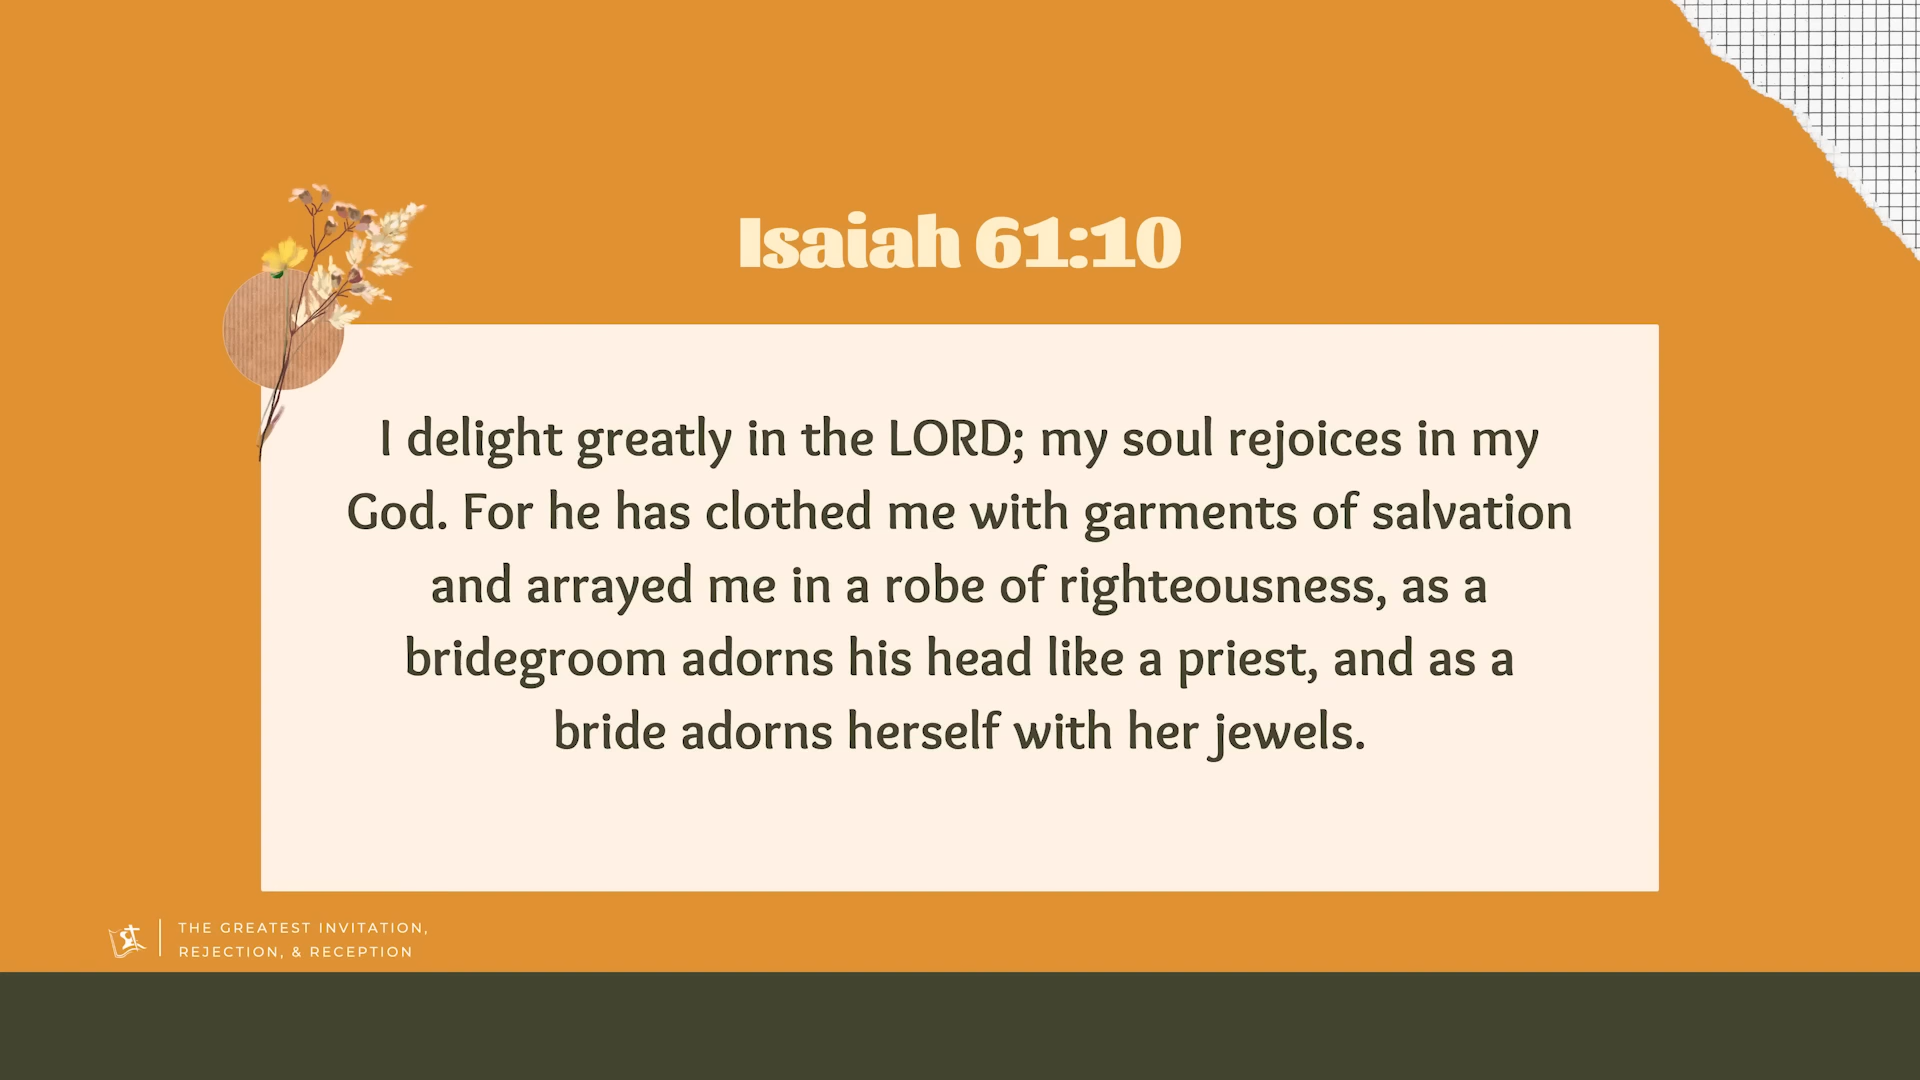 Isaiah 61:10
I delight greatly in the LORD; my soul rejoices in my
God. For he has clothed me with garments of salvation
and arrayed me in a robe of righteousness, as a
bridegroom adorns his head like a priest, and as a
bride adorns herself with her jewels.
THE GREATEST INVITATION,
REJECTION, & RECEPTION